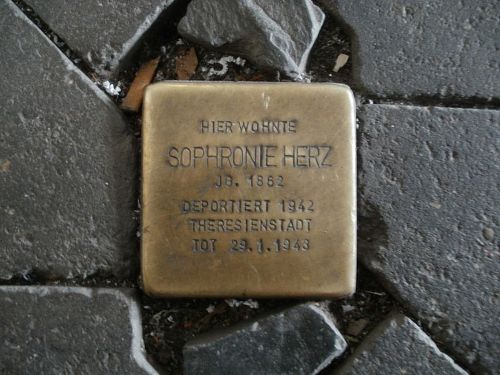 HIER WOHNTE
SOPHRONIE HERZ
JG. 1862
DEPORTIERT 1942
THERESIENSTADT
TOT 29.1.1943